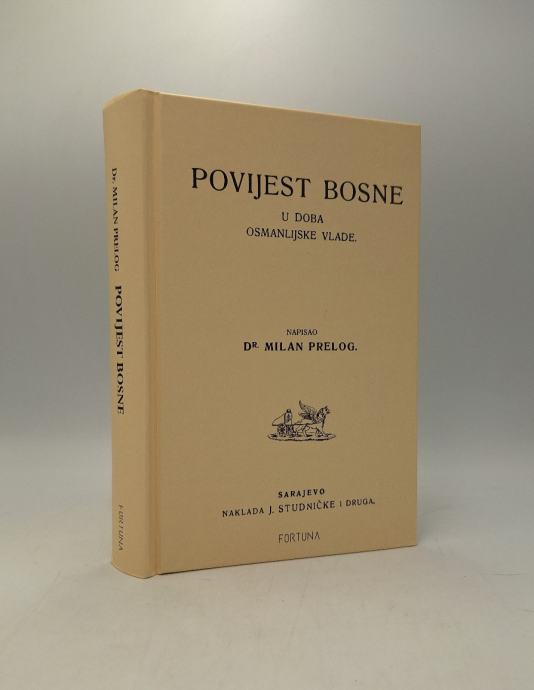 Dr. MILAN PRELOG POVIJEST BOSNE FORTUNA
POVIJEST BOSNE
U DOBA
OSMANLIJSKE VLADE.
NAPISAO
DR. MILAN PRELOG.
SARAJEVO
NAKLADA J. STUDNIČKE I DRUGA.
FORTUNA